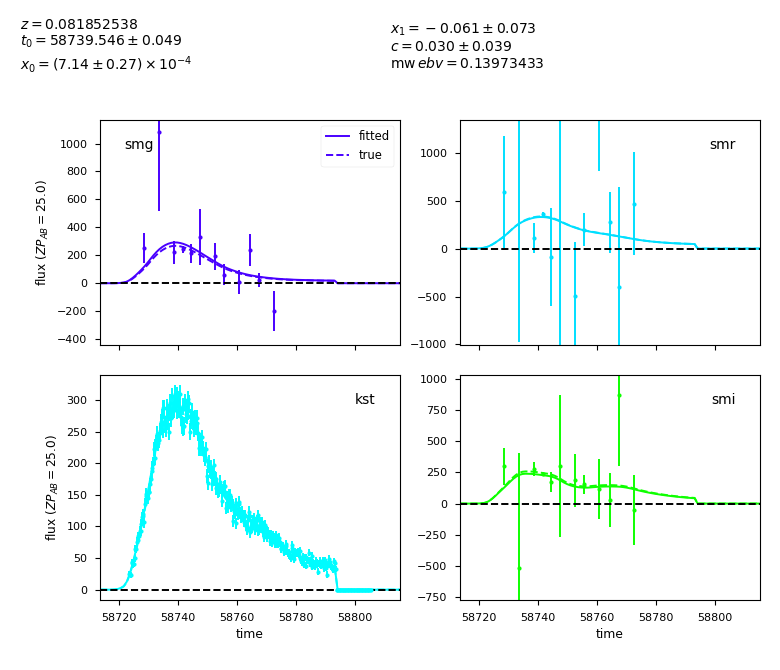 z = 0.081852538
t₀ = 58739.546 ± 0.049
x₀ = (7.14 ± 0.27) × 10⁻⁴
x₁ = −0.061 ± 0.073
c = 0.030 ± 0.039
mw ebv = 0.13973433
smg
fitted
true
1000
800
600
400
200
0
−200
−400
flux (ZP_AB = 25.0)
smr
1000
500
0
−500
−1000
kst
300
250
200
150
100
50
0
flux (ZP_AB = 25.0)
58720 58740 58760 58780 58800
time
smi
1000
750
500
250
0
−250
−500
−750
58720 58740 58760 58780 58800
time